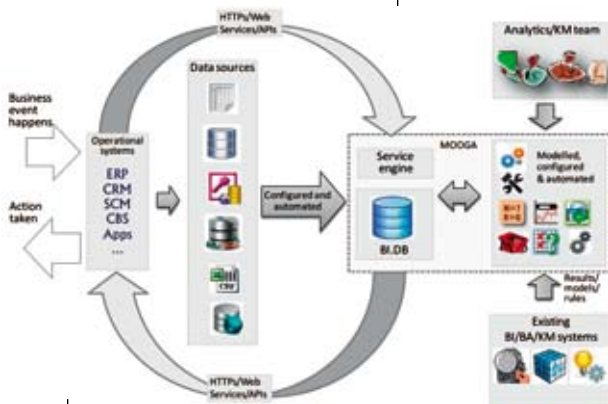 HTTPs/Web
Services/APIs
Analytics/KM team
Data sources
Business
event
happens
Operational
systems
ERP
CRM
SCM
CBS
Apps
...
Action
taken
Configured and
automated
MOOGA
Service
engine
BI.DB
Modelled,
configured
& automated
Results/
models/
rules
Existing
BI/BA/KM systems
HTTPs/Web
Services/APIs